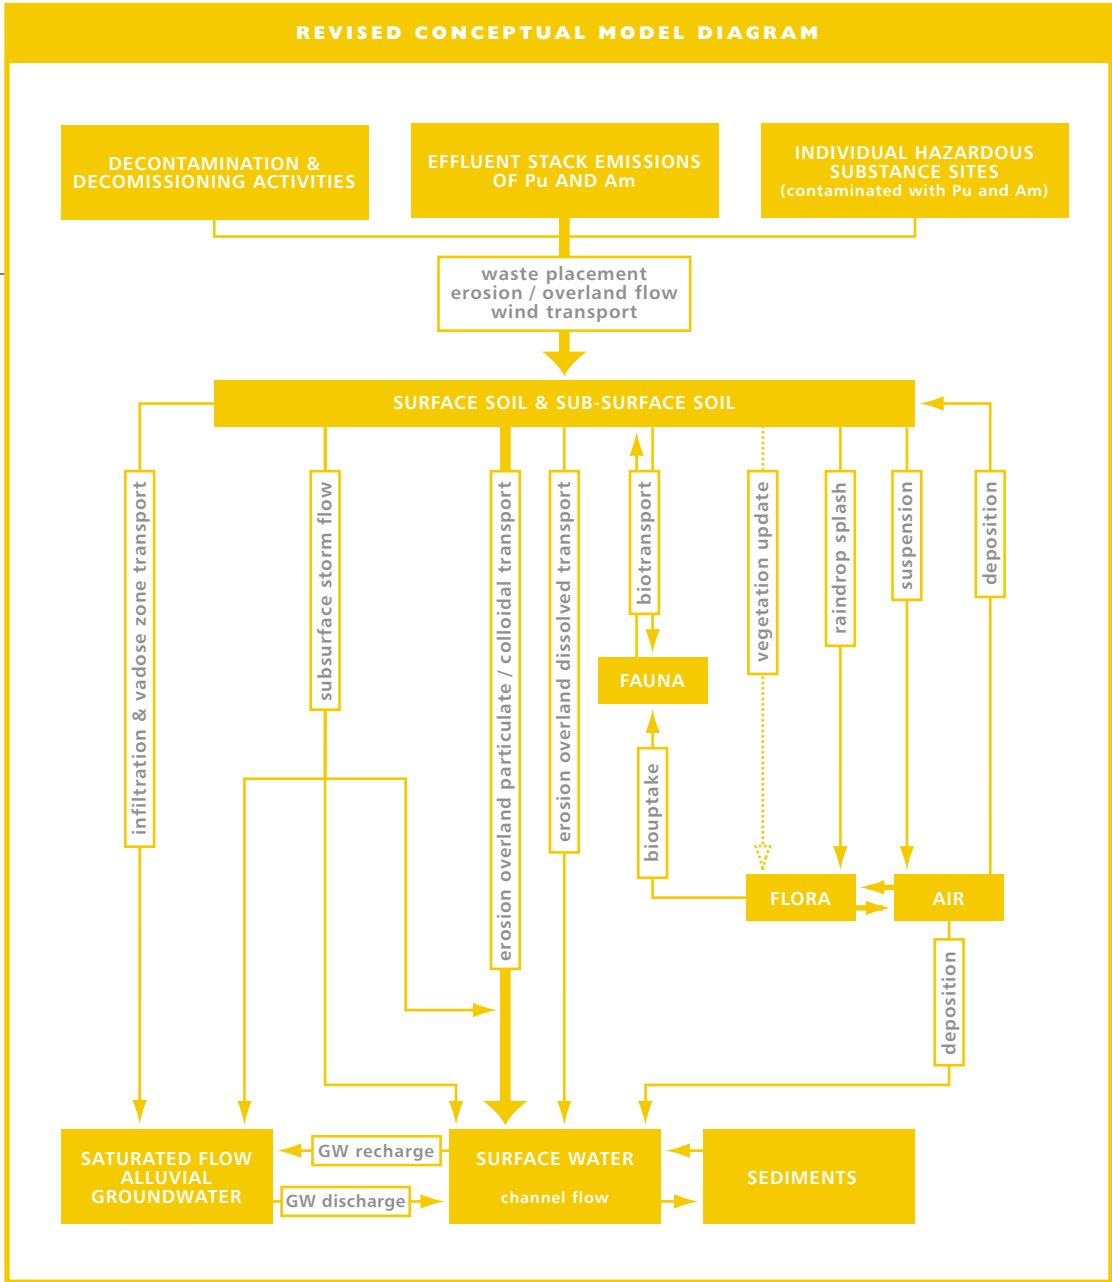 REVISED CONCEPTUAL MODEL DIAGRAM
DECONTAMINATION &
DECOMISSIONING ACTIVITIES
EFFLUENT STACK EMISSIONS
OF Pu AND Am
INDIVIDUAL HAZARDOUS
SUBSTANCE SITES
(contaminated with Pu and Am)
waste placement
erosion / overland flow
wind transport
SURFACE SOIL & SUB-SURFACE SOIL
infiltration & vadose zone transport
subsurface storm flow
erosion overland particulate / colloidal transport
erosion overland dissolved transport
biotransport
vegetation update
raindrop splash
suspension
deposition
FAUNA
biouptake
FLORA
AIR
deposition
SATURATED FLOW
ALLUVIAL
GROUNDWATER
GW recharge
GW discharge
SURFACE WATER
channel flow
SEDIMENTS